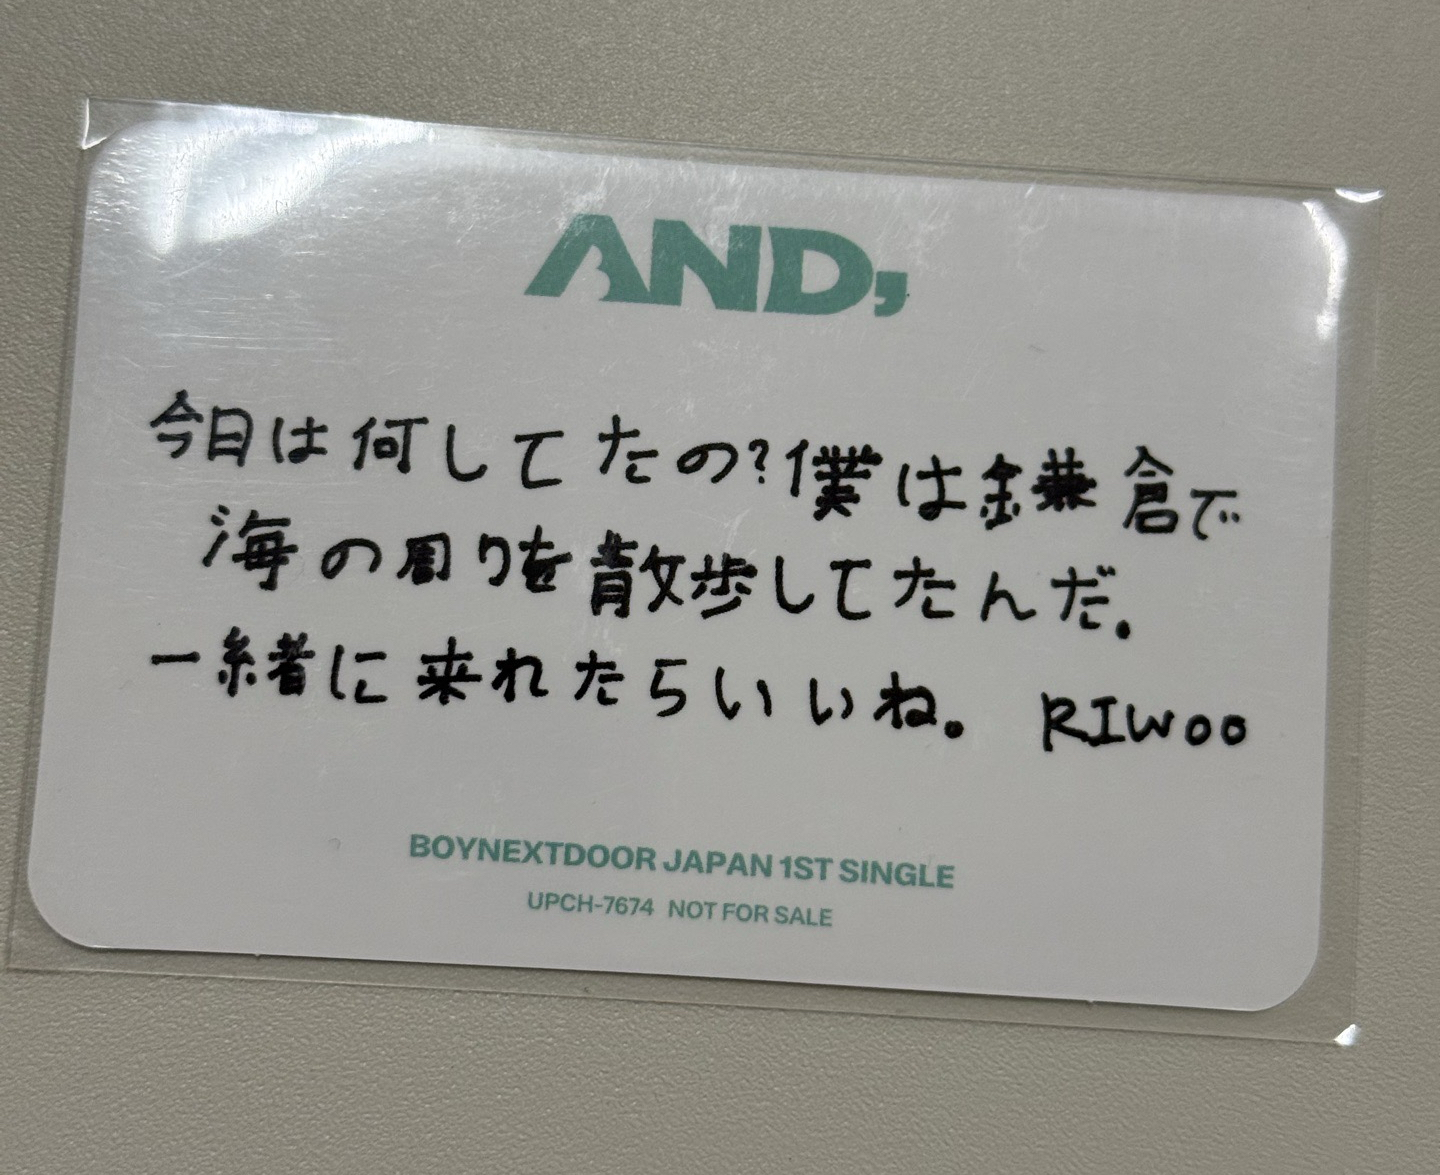 AND,
今日は何してたの?僕は鎌倉で
海の周りを散歩してたんだ.
一緒に来れたらいいね。 RIWOO
BOYNEXTDOOR JAPAN 1ST SINGLE
UPCH-7674 NOT FOR SALE